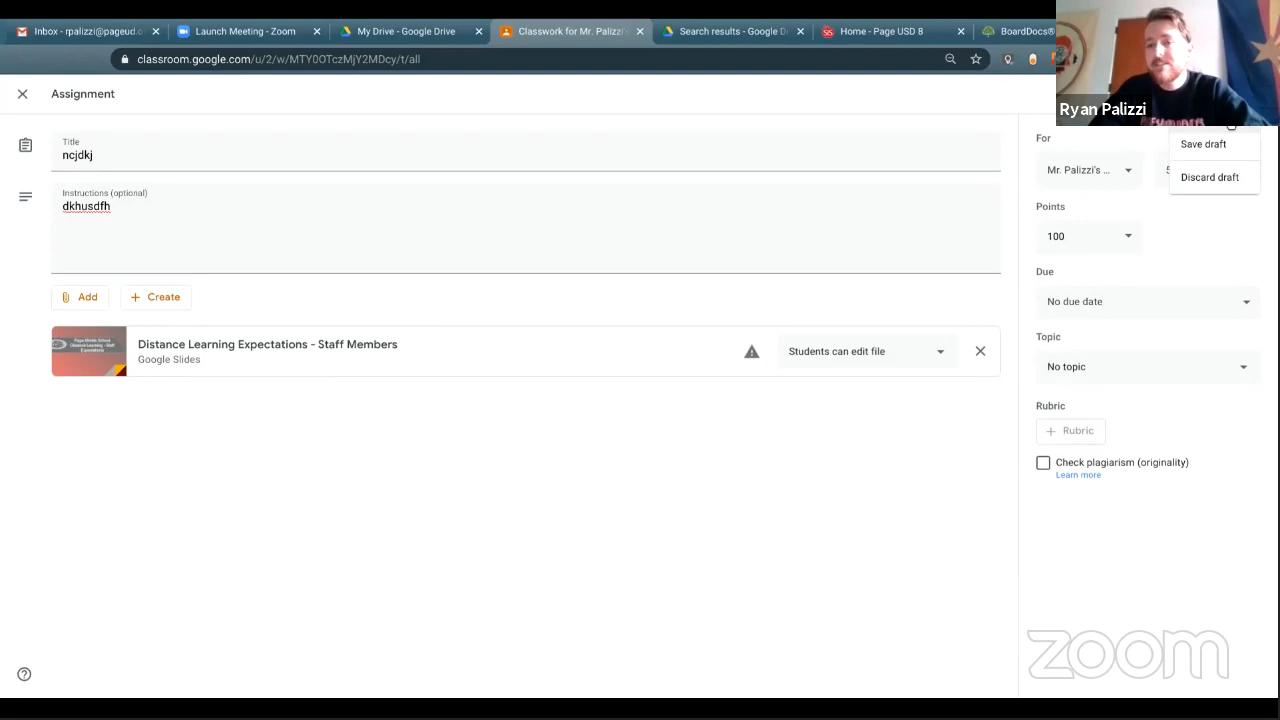 Inbox - rpalizzi@pageud.o
Launch Meeting - Zoom
My Drive - Google Drive
Classwork for Mr. Palizzi's
Search results - Google D
Home - Page USD 8
BoardDocs®
classroom.google.com/u/2/w/MTY0OTczMjY2MDcy/t/all
Ryan Palizzi
Assignment
Title
ncjdkj
Instructions (optional)
dkhusdfh
Add
Create
Distance Learning Expectations - Staff Members
Google Slides
Students can edit file
For
Save draft
Mr. Palizzi's ...
Discard draft
Points
100
Due
No due date
Topic
No topic
Rubric
Rubric
Check plagiarism (originality)
Learn more
zoom